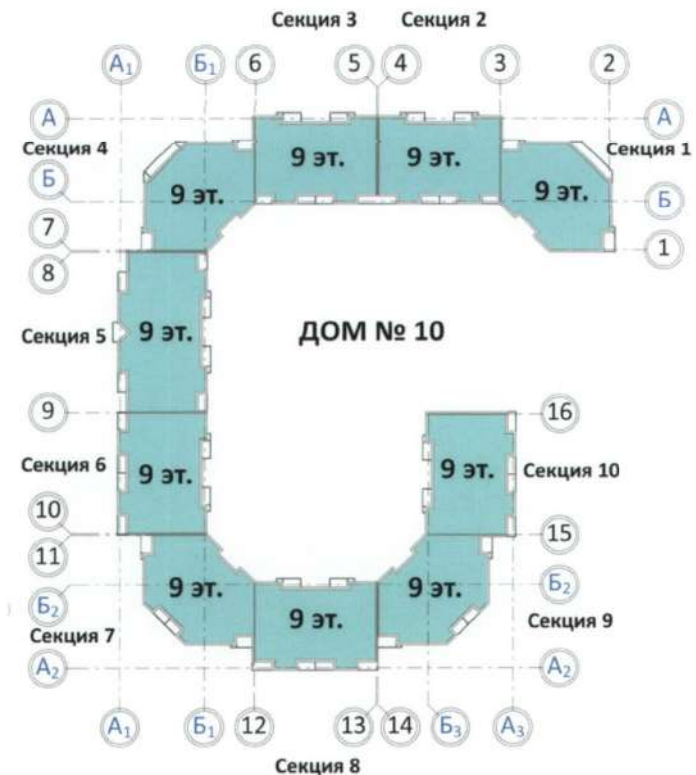 Секция 3 Секция 2
А₁ Б₁ 6 5 4 3 2
А А
Секция 4 9 эт. 9 эт. Секция 1
Б 9 эт. 9 эт. Б
7 1
8
Секция 5 9 эт. ДОМ № 10
9 16
Секция 6 9 эт. 9 эт. Секция 10
10 15
11
Б₂ 9 эт. 9 эт. Б₂
Секция 7 9 эт. Секция 9
А₂ А₂
А₁ Б₁ 12 13 14 Б₃ А₃
Секция 8